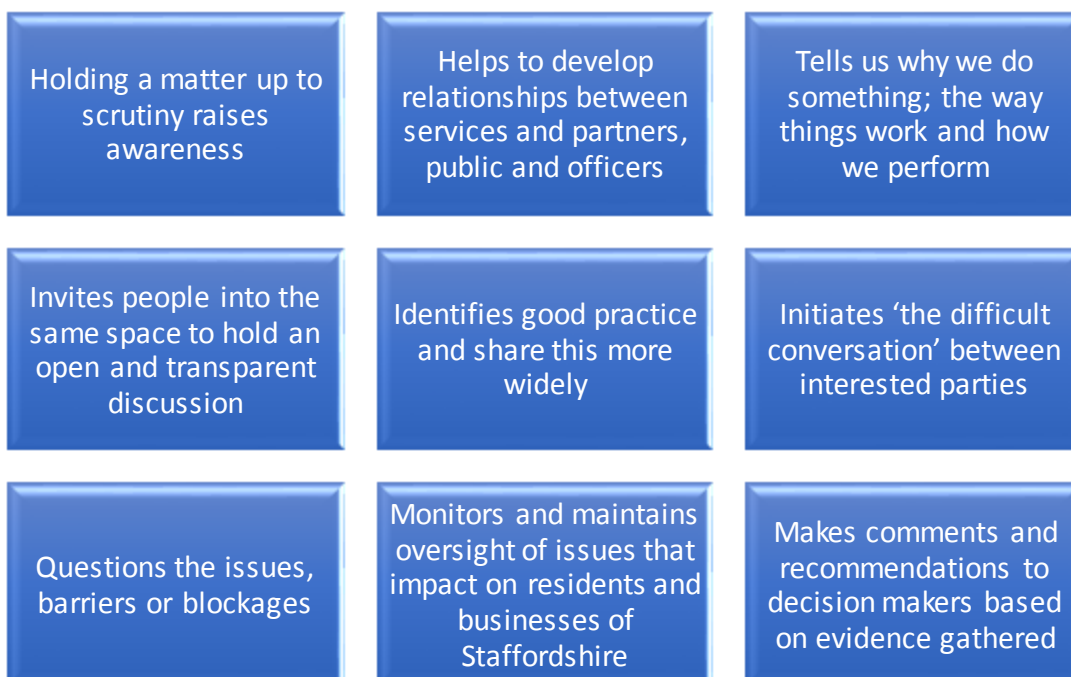 Holding a matter up to
scrutiny raises
awareness
Helps to develop
relationships between
services and partners,
public and officers
Tells us why we do
something; the way
things work and how
we perform
Invites people into the
same space to hold an
open and transparent
discussion
Identifies good practice
and share this more
widely
Initiates ‘the difficult
conversation’ between
interested parties
Questions the issues,
barriers or blockages
Monitors and maintains
oversight of issues that
impact on residents and
businesses of
Staffordshire
Makes comments and
recommendations to
decision makers based
on evidence gathered